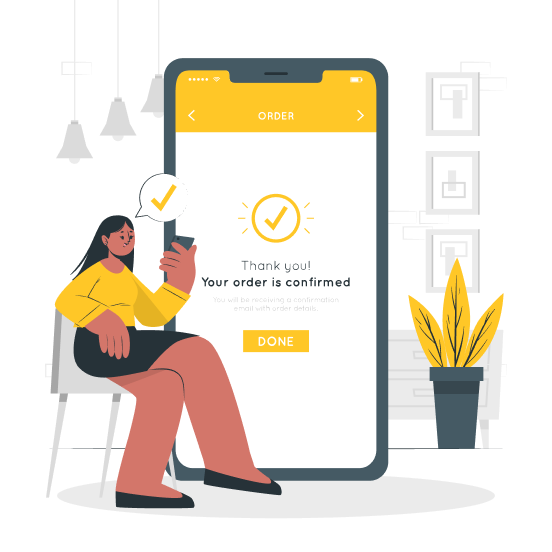 ORDER
Thank you!
Your order is confirmed
You will be receiving a confirmation
email with order details.
DONE